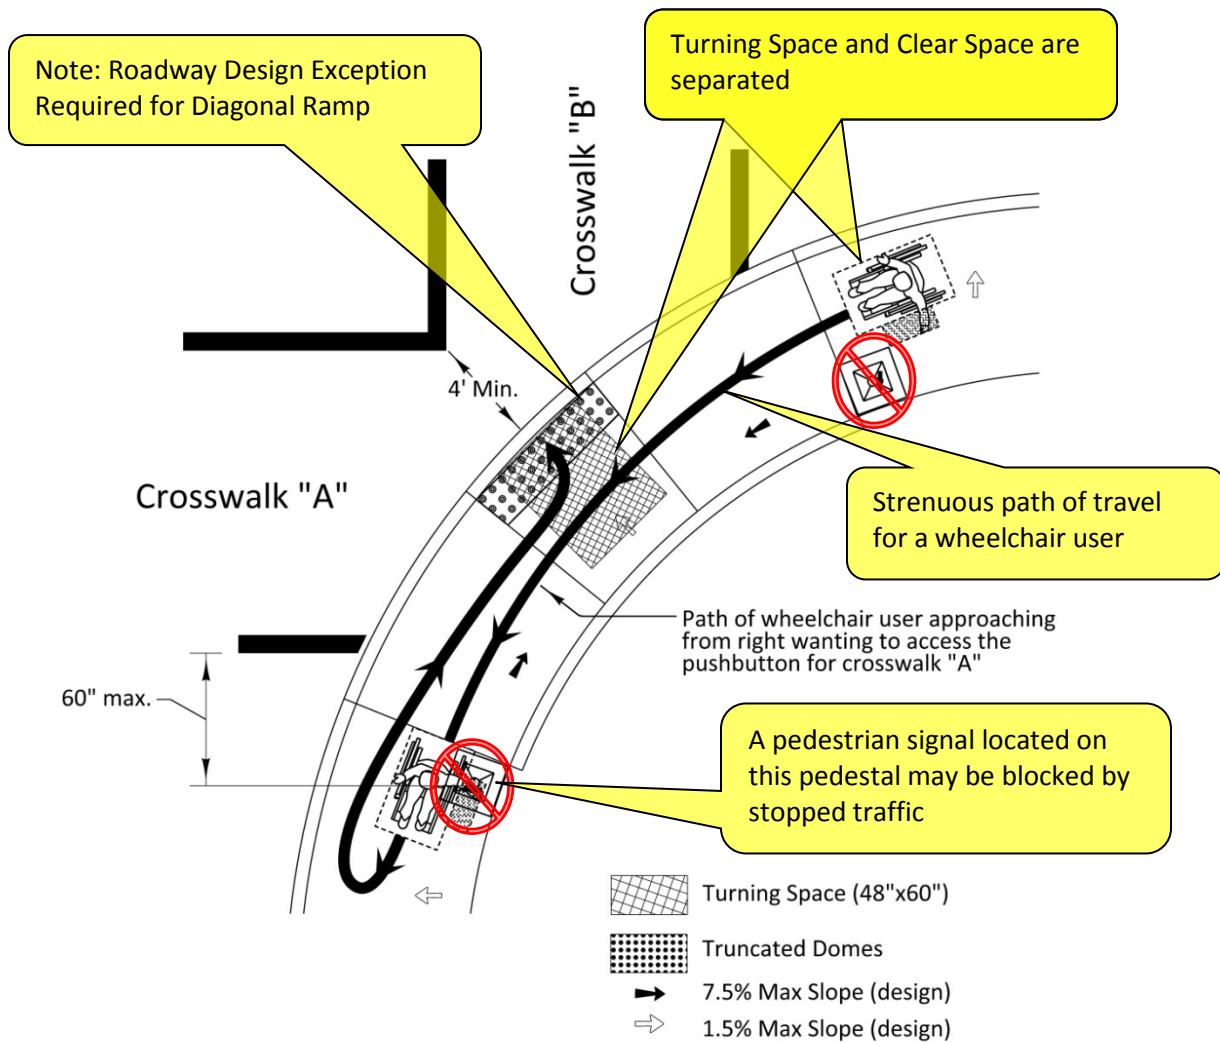 Note: Roadway Design Exception
Required for Diagonal Ramp
Turning Space and Clear Space are
separated
Crosswalk "B"
4' Min.
Crosswalk "A"
Strenuous path of travel
for a wheelchair user
Path of wheelchair user approaching
from right wanting to access the
pushbutton for crosswalk "A"
60" max.
A pedestrian signal located on
this pedestal may be blocked by
stopped traffic
Turning Space (48"x60")
Truncated Domes
7.5% Max Slope (design)
1.5% Max Slope (design)